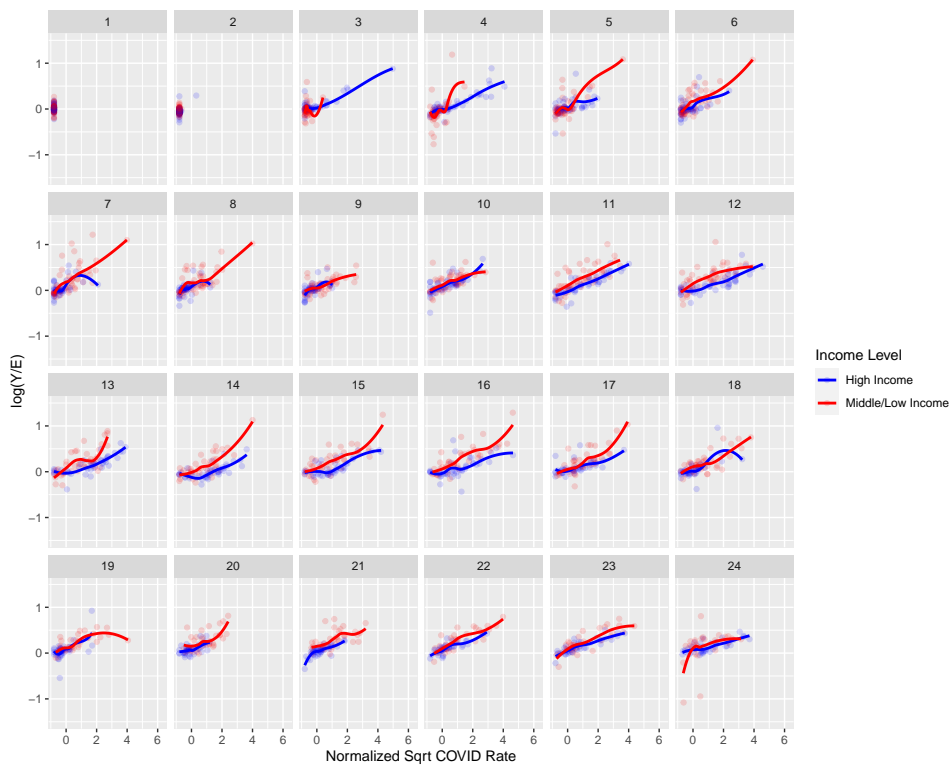 1 2 3 4 5 6
1
0
−1
7 8 9 10 11 12
1
0
−1
log(Y/E)
Income Level
High Income
Middle/Low Income
13 14 15 16 17 18
1
0
−1
19 20 21 22 23 24
1
0
−1
0 2 4 6 0 2 4 6 0 2 4 6 0 2 4 6 0 2 4 6 0 2 4 6
Normalized Sqrt COVID Rate